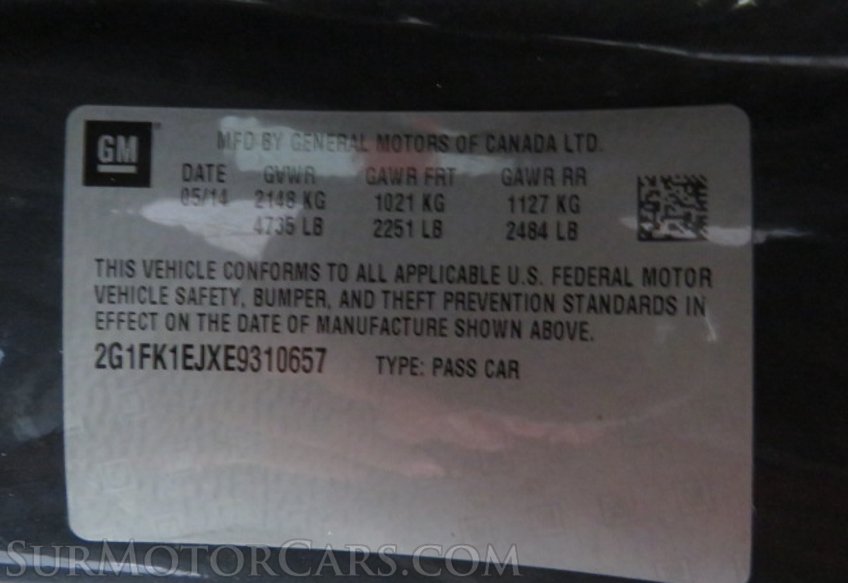 GM
MFD BY GENERAL MOTORS OF CANADA LTD.
DATE GVWR GAWR FRT GAWR RR
05/14 2148 KG 1021 KG 1127 KG
4735 LB 2251 LB 2484 LB
THIS VEHICLE CONFORMS TO ALL APPLICABLE U.S. FEDERAL MOTOR
VEHICLE SAFETY, BUMPER, AND THEFT PREVENTION STANDARDS IN
EFFECT ON THE DATE OF MANUFACTURE SHOWN ABOVE.
2G1FK1EJXE9310657 TYPE: PASS CAR
SURMOTORCARS.COM